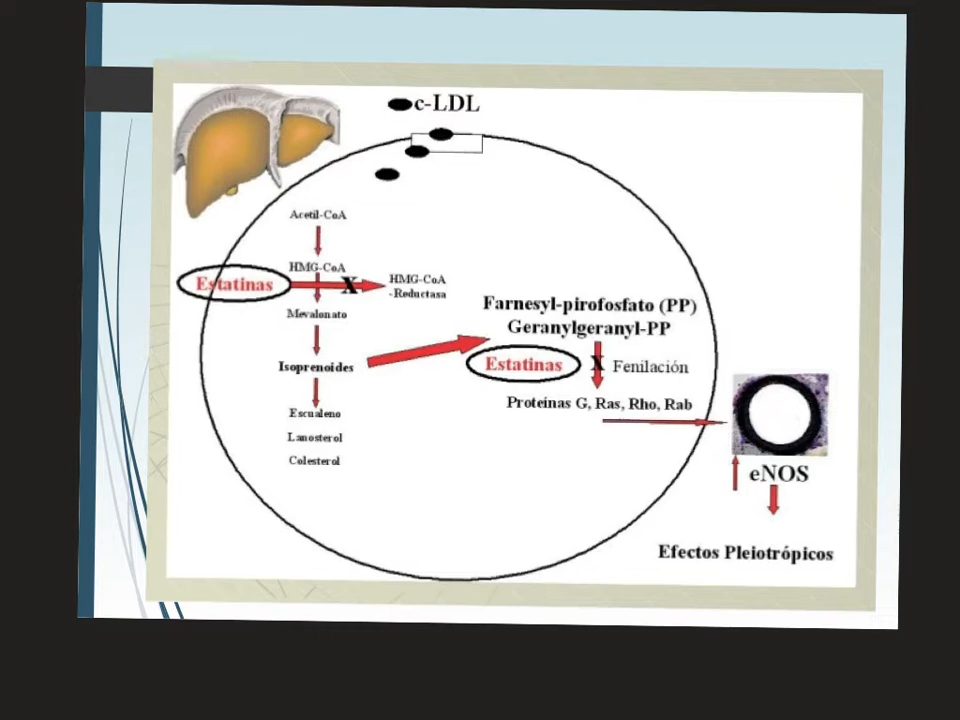 c-LDL
Acetil-CoA
HMG-CoA
Estatinas
X
HMG-CoA
-Reductasa
Mevalonato
Isoprenoides
Escualeno
Lanosterol
Colesterol
Farnesyl-pirofosfato (PP)
Geranylgeranyl-PP
Estatinas
X
Fenilación
Proteínas G, Ras, Rho, Rab
eNOS
Efectos Pleiotrópicos